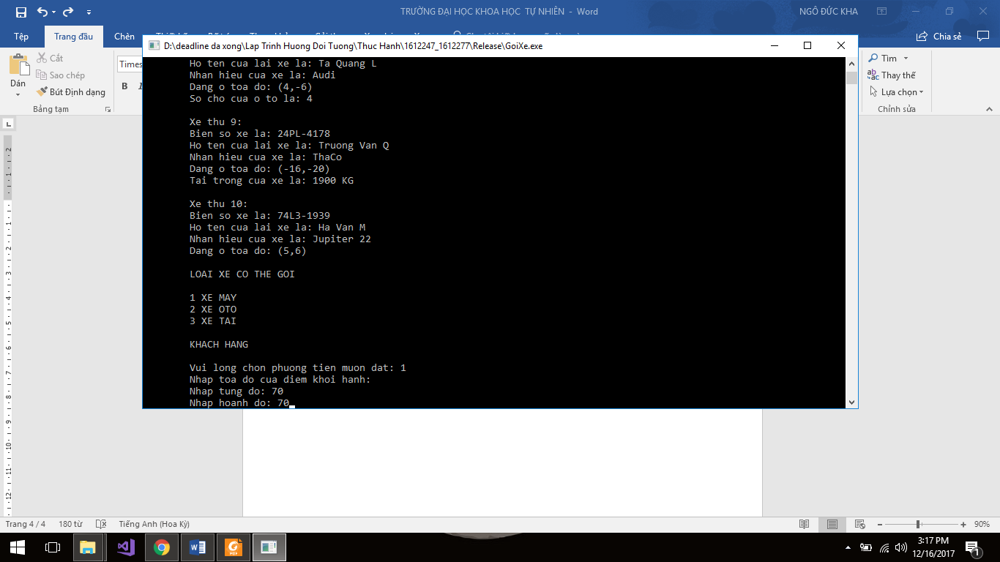 TRƯỜNG ĐẠI HỌC KHOA HỌC TỰ NHIÊN - Word
NGÔ ĐỨC KHA
Tệp
Trang đầu
Chèn
Chia sẻ
D:\deadline da xong\Lap Trinh Huong Doi Tuong\Thuc Hanh\1612247_1612277\Release\GoiXe.exe
Dán
Cắt
Sao chép
Bút Định dạng
Bảng tạm
Times
B
I
Tìm
Thay thế
Lựa chọn
Chỉnh sửa
Ho ten cua lai xe la: Ta Quang L
Nhan hieu cua xe la: Audi
Dang o toa do: (4,-6)
So cho cua o to la: 4
Xe thu 9:
Bien so xe la: 24PL-4178
Ho ten cua lai xe la: Truong Van Q
Nhan hieu cua xe la: ThaCo
Dang o toa do: (-16,-20)
Tai trong cua xe la: 1900 KG
Xe thu 10:
Bien so xe la: 74L3-1939
Ho ten cua lai xe la: Ha Van M
Nhan hieu cua xe la: Jupiter 22
Dang o toa do: (5,6)
LOAI XE CO THE GOI
1 XE MAY
2 XE OTO
3 XE TAI
KHACH HANG
Vui long chon phuong tien muon dat: 1
Nhap toa do cua diem khoi hanh:
Nhap tung do: 70
Nhap hoanh do: 70
Trang 4 / 4
180 từ
Tiếng Anh (Hoa Kỳ)
90%
PDF
3:17 PM
12/16/2017
1